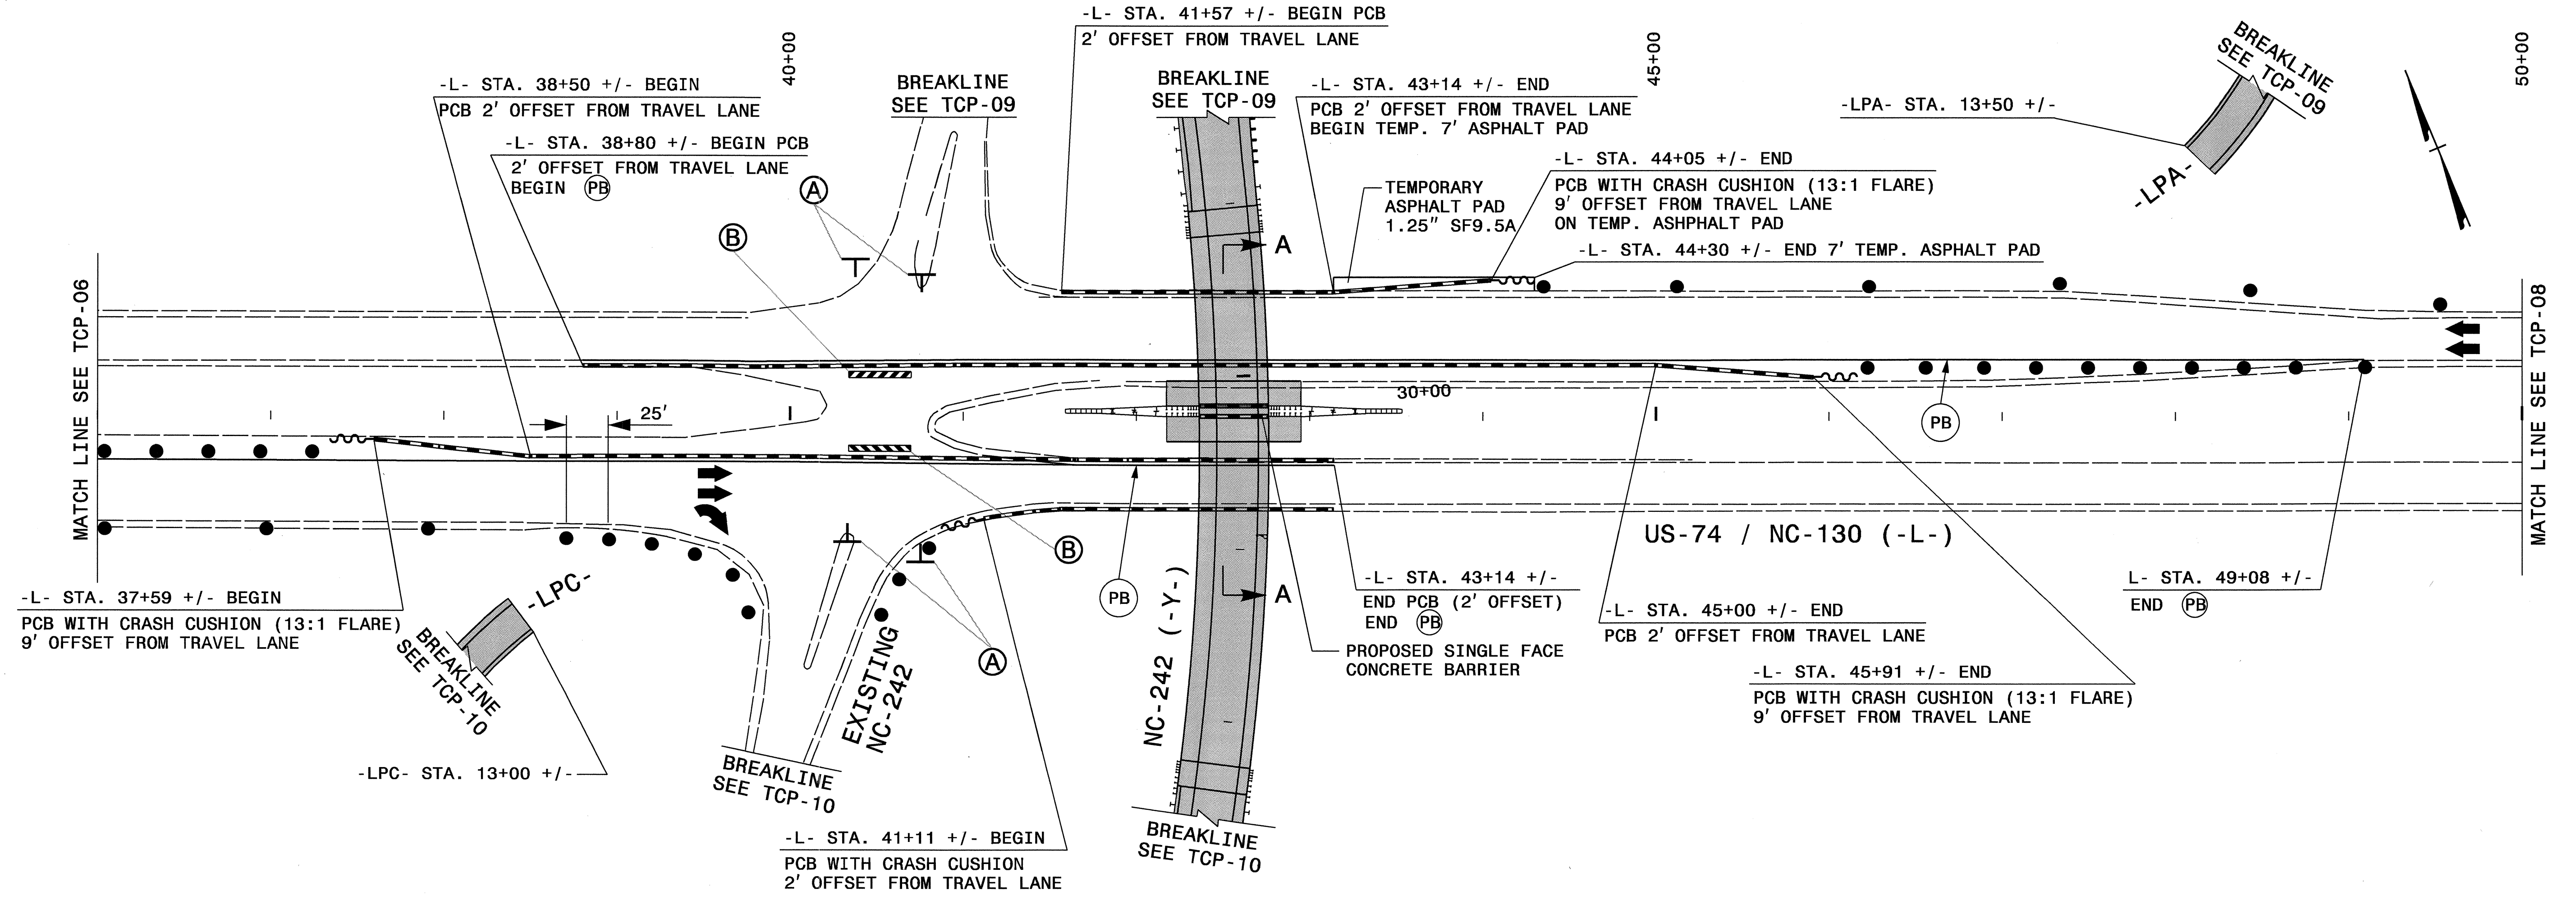 -L- STA. 41+57 +/- BEGIN PCB
2' OFFSET FROM TRAVEL LANE
40+00
45+00
50+00
-L- STA. 38+50 +/- BEGIN
PCB 2' OFFSET FROM TRAVEL LANE
-L- STA. 38+80 +/- BEGIN PCB
2' OFFSET FROM TRAVEL LANE
BEGIN PB
BREAKLINE
SEE TCP-09
BREAKLINE
SEE TCP-09
-L- STA. 43+14 +/- END
PCB 2' OFFSET FROM TRAVEL LANE
BEGIN TEMP. 7' ASPHALT PAD
-LPA- STA. 13+50 +/-
BREAKLINE
SEE TCP-09
-LPA-
-L- STA. 44+05 +/- END
PCB WITH CRASH CUSHION (13:1 FLARE)
9' OFFSET FROM TRAVEL LANE
ON TEMP. ASHPHALT PAD
TEMPORARY
ASPHALT PAD
1.25" SF9.5A
-L- STA. 44+30 +/- END 7' TEMP. ASPHALT PAD
A
B
A
MATCH LINE SEE TCP-06
MATCH LINE SEE TCP-08
25'
30+00
PB
US-74 / NC-130 (-L-)
B
A
PB
A
-LPC-
BREAKLINE
SEE TCP-10
-L- STA. 37+59 +/- BEGIN
PCB WITH CRASH CUSHION (13:1 FLARE)
9' OFFSET FROM TRAVEL LANE
-LPC- STA. 13+00 +/-
EXISTING
NC-242
NC-242 (-Y-)
BREAKLINE
SEE TCP-10
-L- STA. 41+11 +/- BEGIN
PCB WITH CRASH CUSHION
2' OFFSET FROM TRAVEL LANE
BREAKLINE
SEE TCP-10
-L- STA. 43+14 +/-
END PCB (2' OFFSET)
END PB
PROPOSED SINGLE FACE
CONCRETE BARRIER
-L- STA. 45+00 +/- END
PCB 2' OFFSET FROM TRAVEL LANE
-L- STA. 45+91 +/- END
PCB WITH CRASH CUSHION (13:1 FLARE)
9' OFFSET FROM TRAVEL LANE
L- STA. 49+08 +/-
END PB